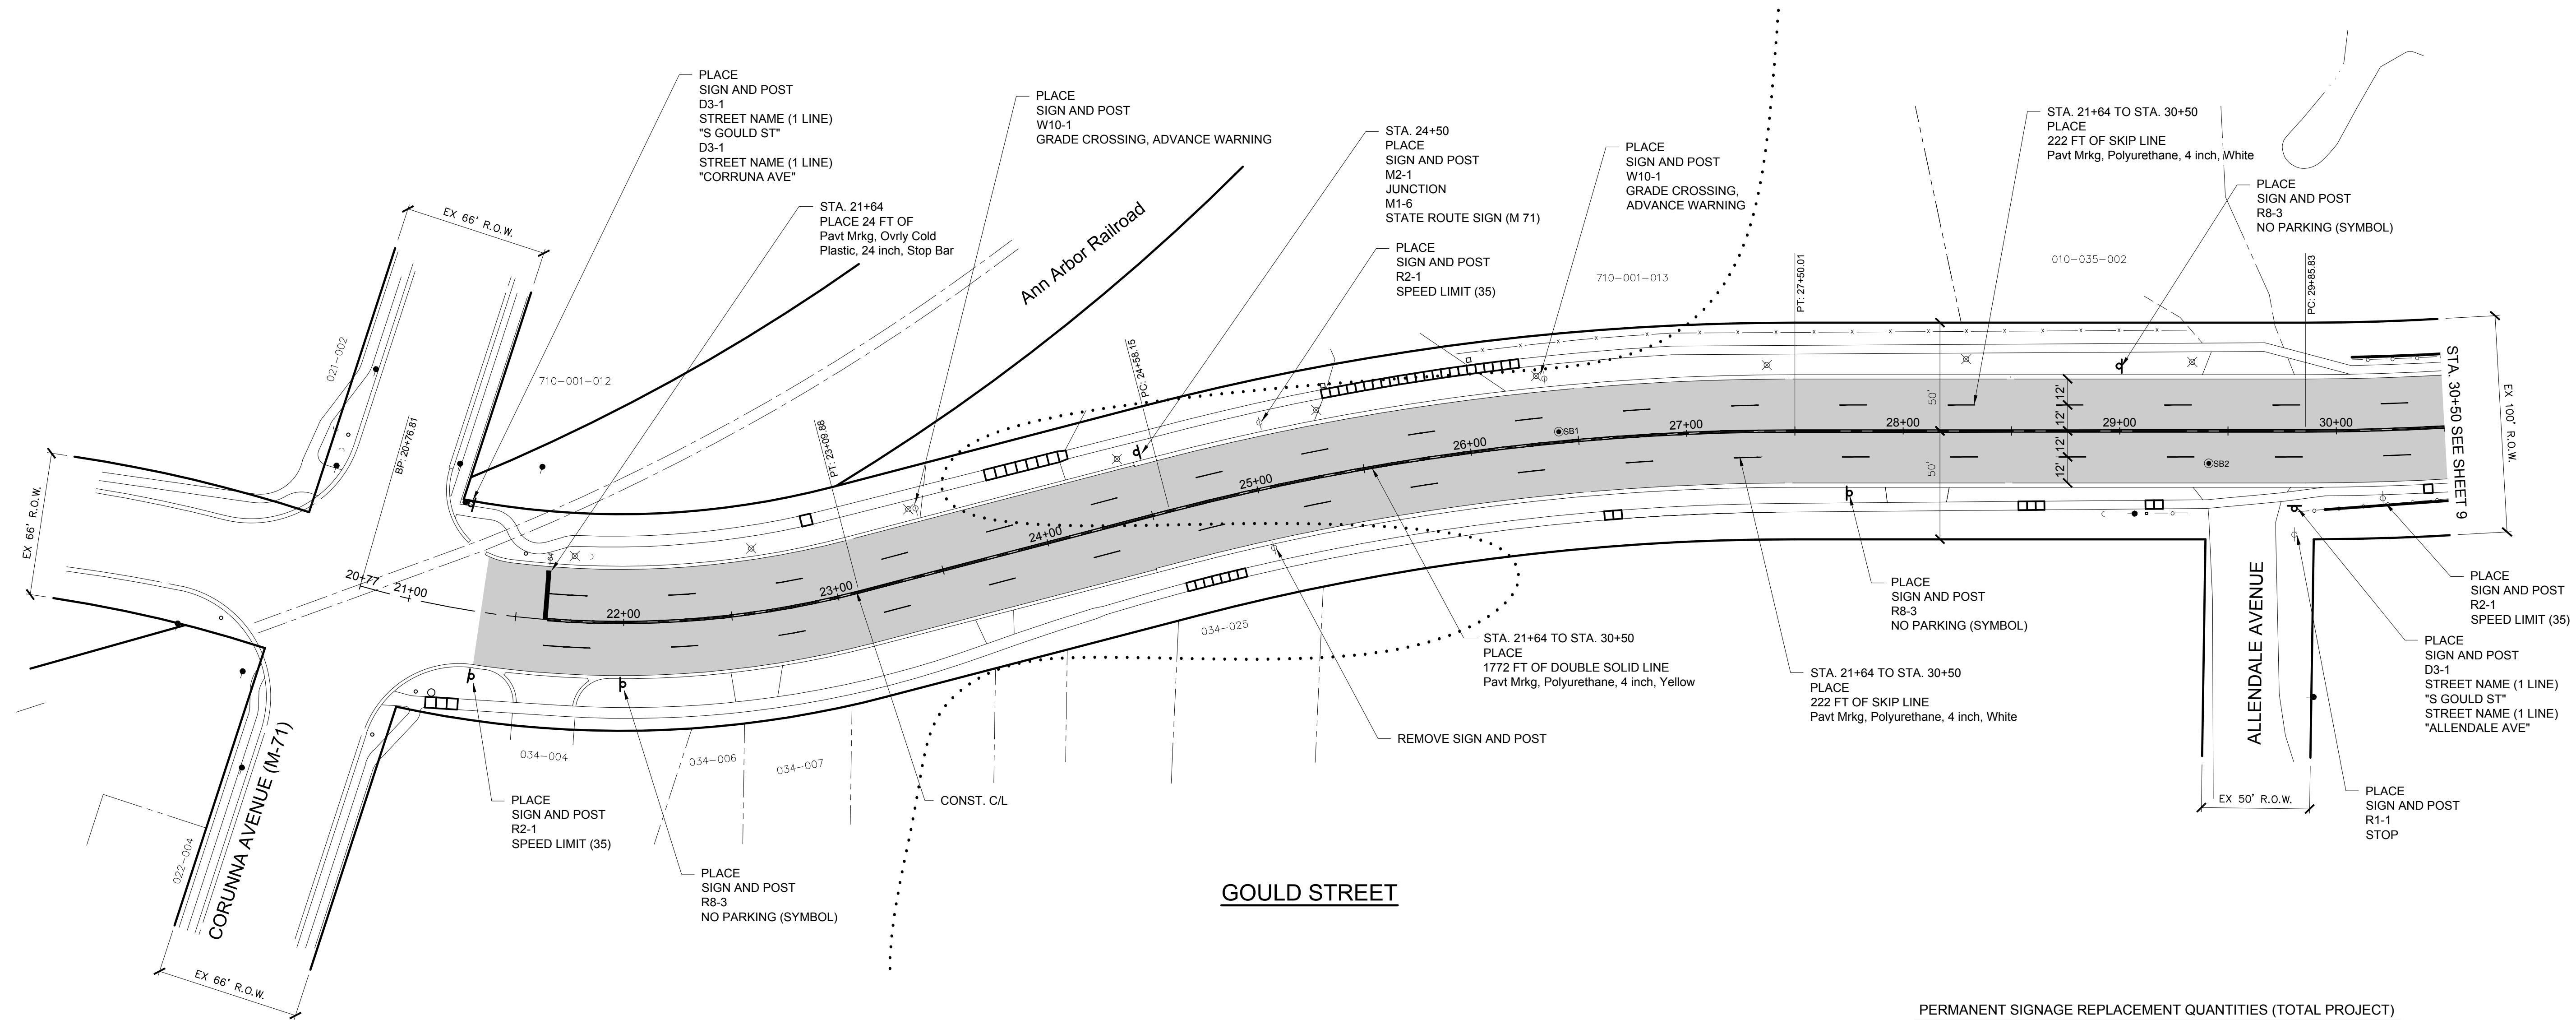 PLACE
SIGN AND POST
D3-1
STREET NAME (1 LINE)
"S GOULD ST"
D3-1
STREET NAME (1 LINE)
"CORRUNA AVE"
PLACE
SIGN AND POST
W10-1
GRADE CROSSING, ADVANCE WARNING
STA. 24+50
PLACE
SIGN AND POST
M2-1
JUNCTION
M1-6
STATE ROUTE SIGN (M 71)
PLACE
SIGN AND POST
W10-1
GRADE CROSSING,
ADVANCE WARNING
STA. 21+64 TO STA. 30+50
PLACE
222 FT OF SKIP LINE
Pavt Mrkg, Polyurethane, 4 inch, White
PLACE
SIGN AND POST
R8-3
NO PARKING (SYMBOL)
STA. 21+64
PLACE 24 FT OF
Pavt Mrkg, Ovrly Cold
Plastic, 24 inch, Stop Bar
PLACE
SIGN AND POST
R2-1
SPEED LIMIT (35)
EX 66' R.O.W.
Ann Arbor Railroad
710-001-013
010-035-002
PT: 27+50.01
PC: 29+85.83
021-002
710-001-012
BP: 20+76.81
PT: 23+09.88
PC: 24+58.15
EX 66' R.O.W.
20+77
21+00
+64
22+00
23+00
24+00
25+00
26+00
27+00
28+00
29+00
30+00
SB1
SB2
50'
50'
12'
12'
12'
12'
STA. 30+50 SEE SHEET 9
EX 100' R.O.W.
PLACE
SIGN AND POST
R8-3
NO PARKING (SYMBOL)
ALLENDALE AVENUE
PLACE
SIGN AND POST
R2-1
SPEED LIMIT (35)
PLACE
SIGN AND POST
D3-1
STREET NAME (1 LINE)
"S GOULD ST"
STREET NAME (1 LINE)
"ALLENDALE AVE"
034-025
STA. 21+64 TO STA. 30+50
PLACE
1772 FT OF DOUBLE SOLID LINE
Pavt Mrkg, Polyurethane, 4 inch, Yellow
STA. 21+64 TO STA. 30+50
PLACE
222 FT OF SKIP LINE
Pavt Mrkg, Polyurethane, 4 inch, White
REMOVE SIGN AND POST
034-004
034-006
034-007
CONST. C/L
PLACE
SIGN AND POST
R2-1
SPEED LIMIT (35)
PLACE
SIGN AND POST
R1-1
STOP
EX 50' R.O.W.
022-004
CORUNNA AVENUE (M-71)
PLACE
SIGN AND POST
R8-3
NO PARKING (SYMBOL)
GOULD STREET
EX 66' R.O.W.
PERMANENT SIGNAGE REPLACEMENT QUANTITIES (TOTAL PROJECT)